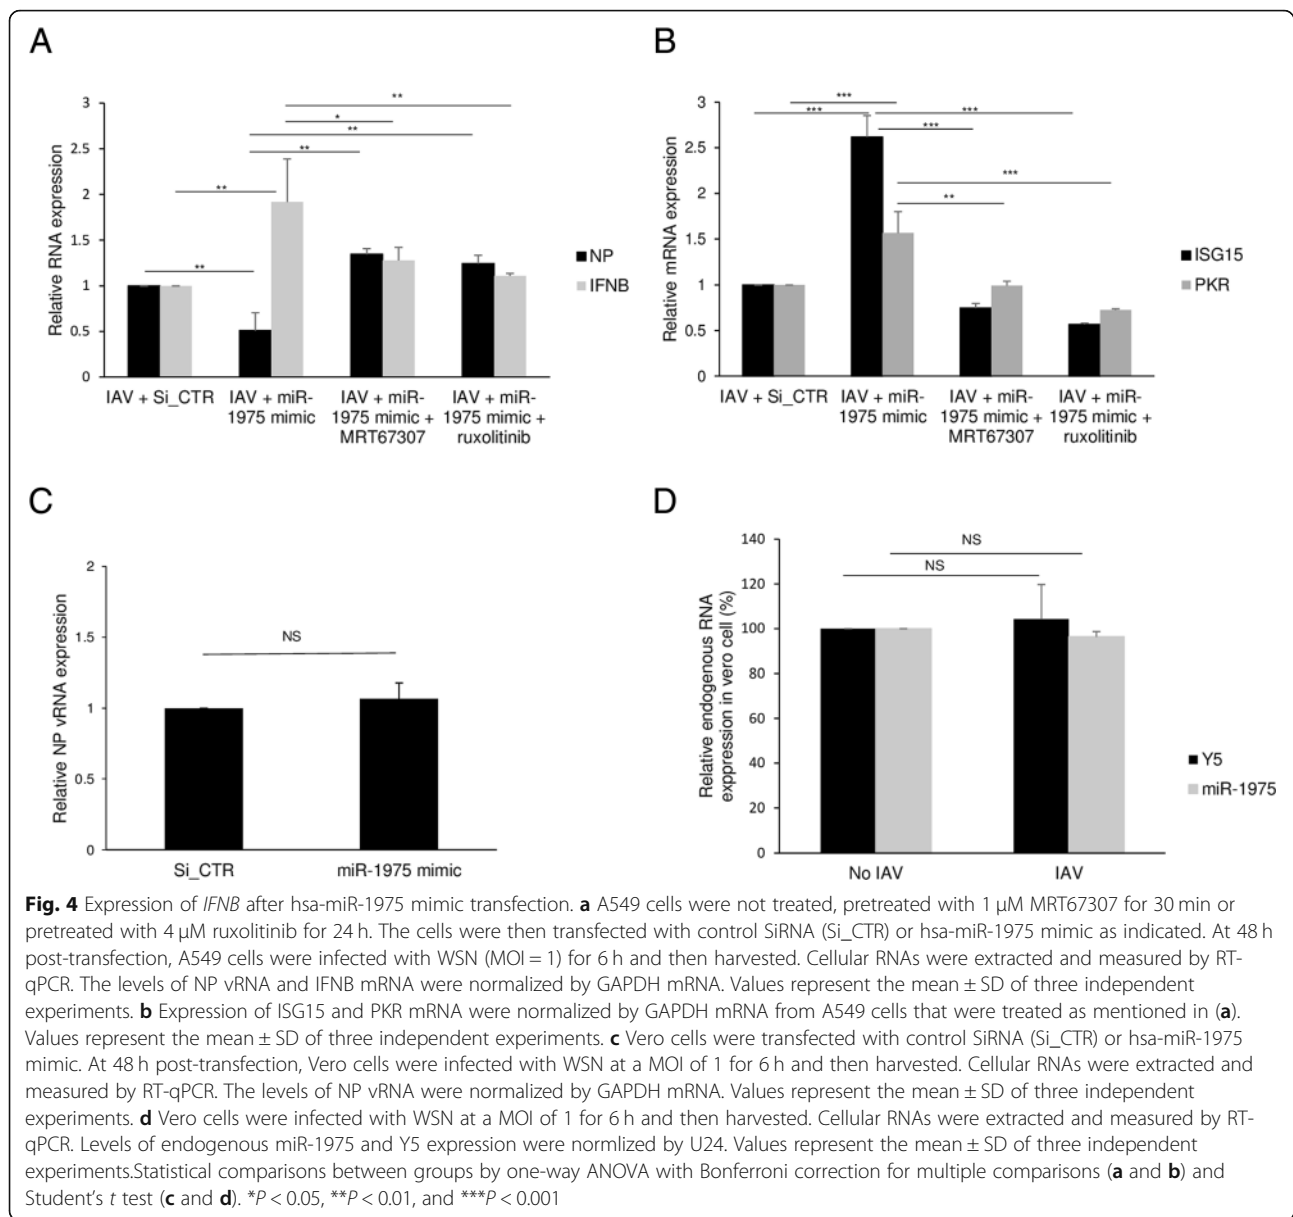 A
Relative RNA expression
3
2.5
2
1.5
1
0.5
0
**
*
**
**
**
**
NP
IFNB
IAV + Si_CTR
IAV + miR-
1975 mimic
IAV + miR-
1975 mimic +
MRT67307
IAV + miR-
1975 mimic +
ruxolitinib
B
Relative mRNA expression
3
2.5
2
1.5
1
0.5
0
***
***
***
***
***
**
ISG15
PKR
IAV + Si_CTR
IAV + miR-
1975 mimic
IAV + miR-
1975 mimic +
MRT67307
IAV + miR-
1975 mimic +
ruxolitinib
C
Relative NP vRNA expression
2
1.5
1
0.5
0
NS
Si_CTR
miR-1975 mimic
D
Relative endogenous RNA
exppression in vero cell (%)
140
120
100
80
60
40
20
0
NS
NS
Y5
miR-1975
No IAV
IAV
Fig. 4 Expression of IFNB after hsa-miR-1975 mimic transfection. a A549 cells were not treated, pretreated with 1 μM MRT67307 for 30 min or
pretreated with 4 μM ruxolitinib for 24 h. The cells were then transfected with control SiRNA (Si_CTR) or hsa-miR-1975 mimic as indicated. At 48 h
post-transfection, A549 cells were infected with WSN (MOI = 1) for 6 h and then harvested. Cellular RNAs were extracted and measured by RT-
qPCR. The levels of NP vRNA and IFNB mRNA were normalized by GAPDH mRNA. Values represent the mean ± SD of three independent
experiments. b Expression of ISG15 and PKR mRNA were normalized by GAPDH mRNA from A549 cells that were treated as mentioned in (a).
Values represent the mean ± SD of three independent experiments. c Vero cells were transfected with control SiRNA (Si_CTR) or hsa-miR-1975
mimic. At 48 h post-transfection, Vero cells were infected with WSN at a MOI of 1 for 6 h and then harvested. Cellular RNAs were extracted and
measured by RT-qPCR. The levels of NP vRNA were normalized by GAPDH mRNA. Values represent the mean ± SD of three independent
experiments. d Vero cells were infected with WSN at a MOI of 1 for 6 h and then harvested. Cellular RNAs were extracted and measured by RT-
qPCR. Levels of endogenous miR-1975 and Y5 expression were normlized by U24. Values represent the mean ± SD of three independent
experiments.Statistical comparisons between groups by one-way ANOVA with Bonferroni correction for multiple comparisons (a and b) and
Student's t test (c and d). *P < 0.05, **P < 0.01, and ***P < 0.001